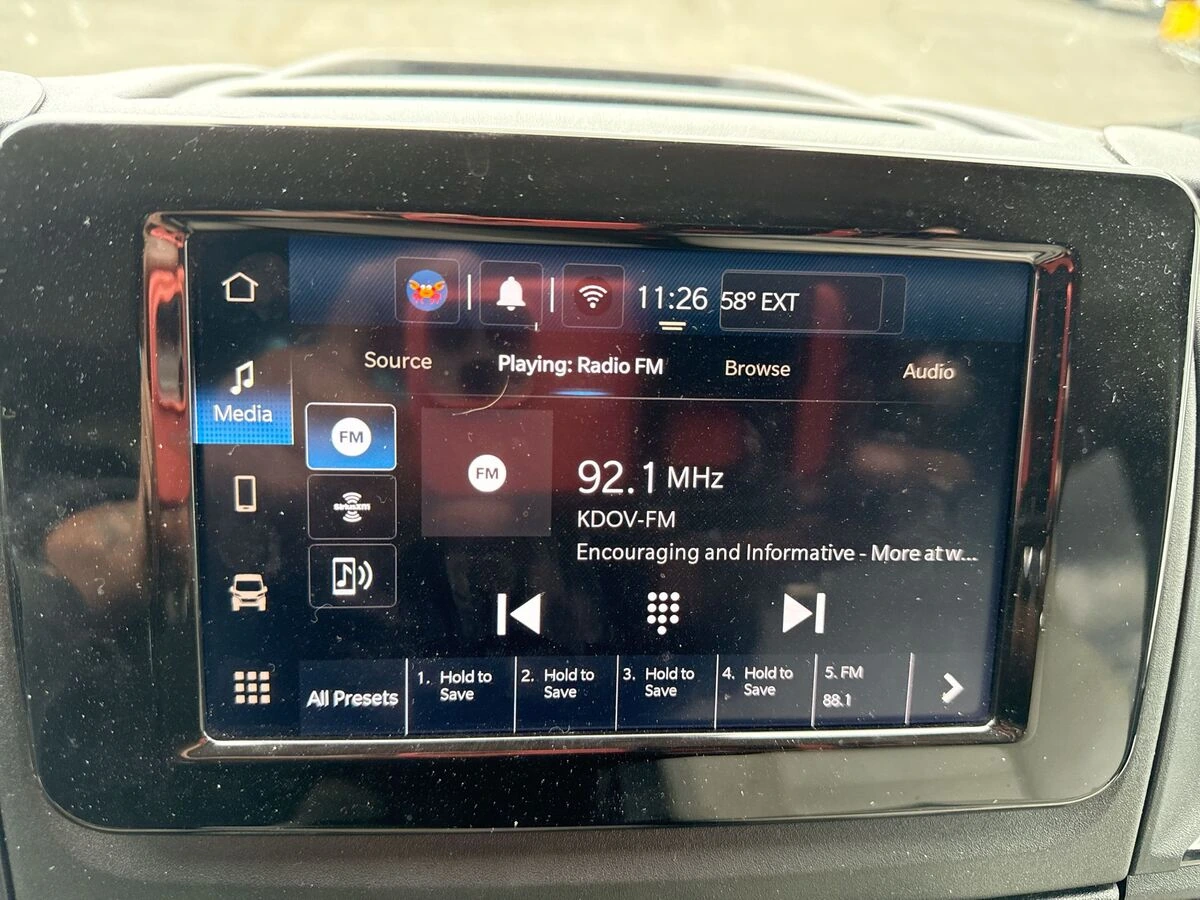 11:26 58° EXT
Source Playing: Radio FM Browse Audio
Media
FM
FM
SiriusXM
92.1 MHz
KDOV-FM
Encouraging and Informative - More at w...
All Presets
1. Hold to
Save
2. Hold to
Save
3. Hold to
Save
4. Hold to
Save
5. FM
88.1